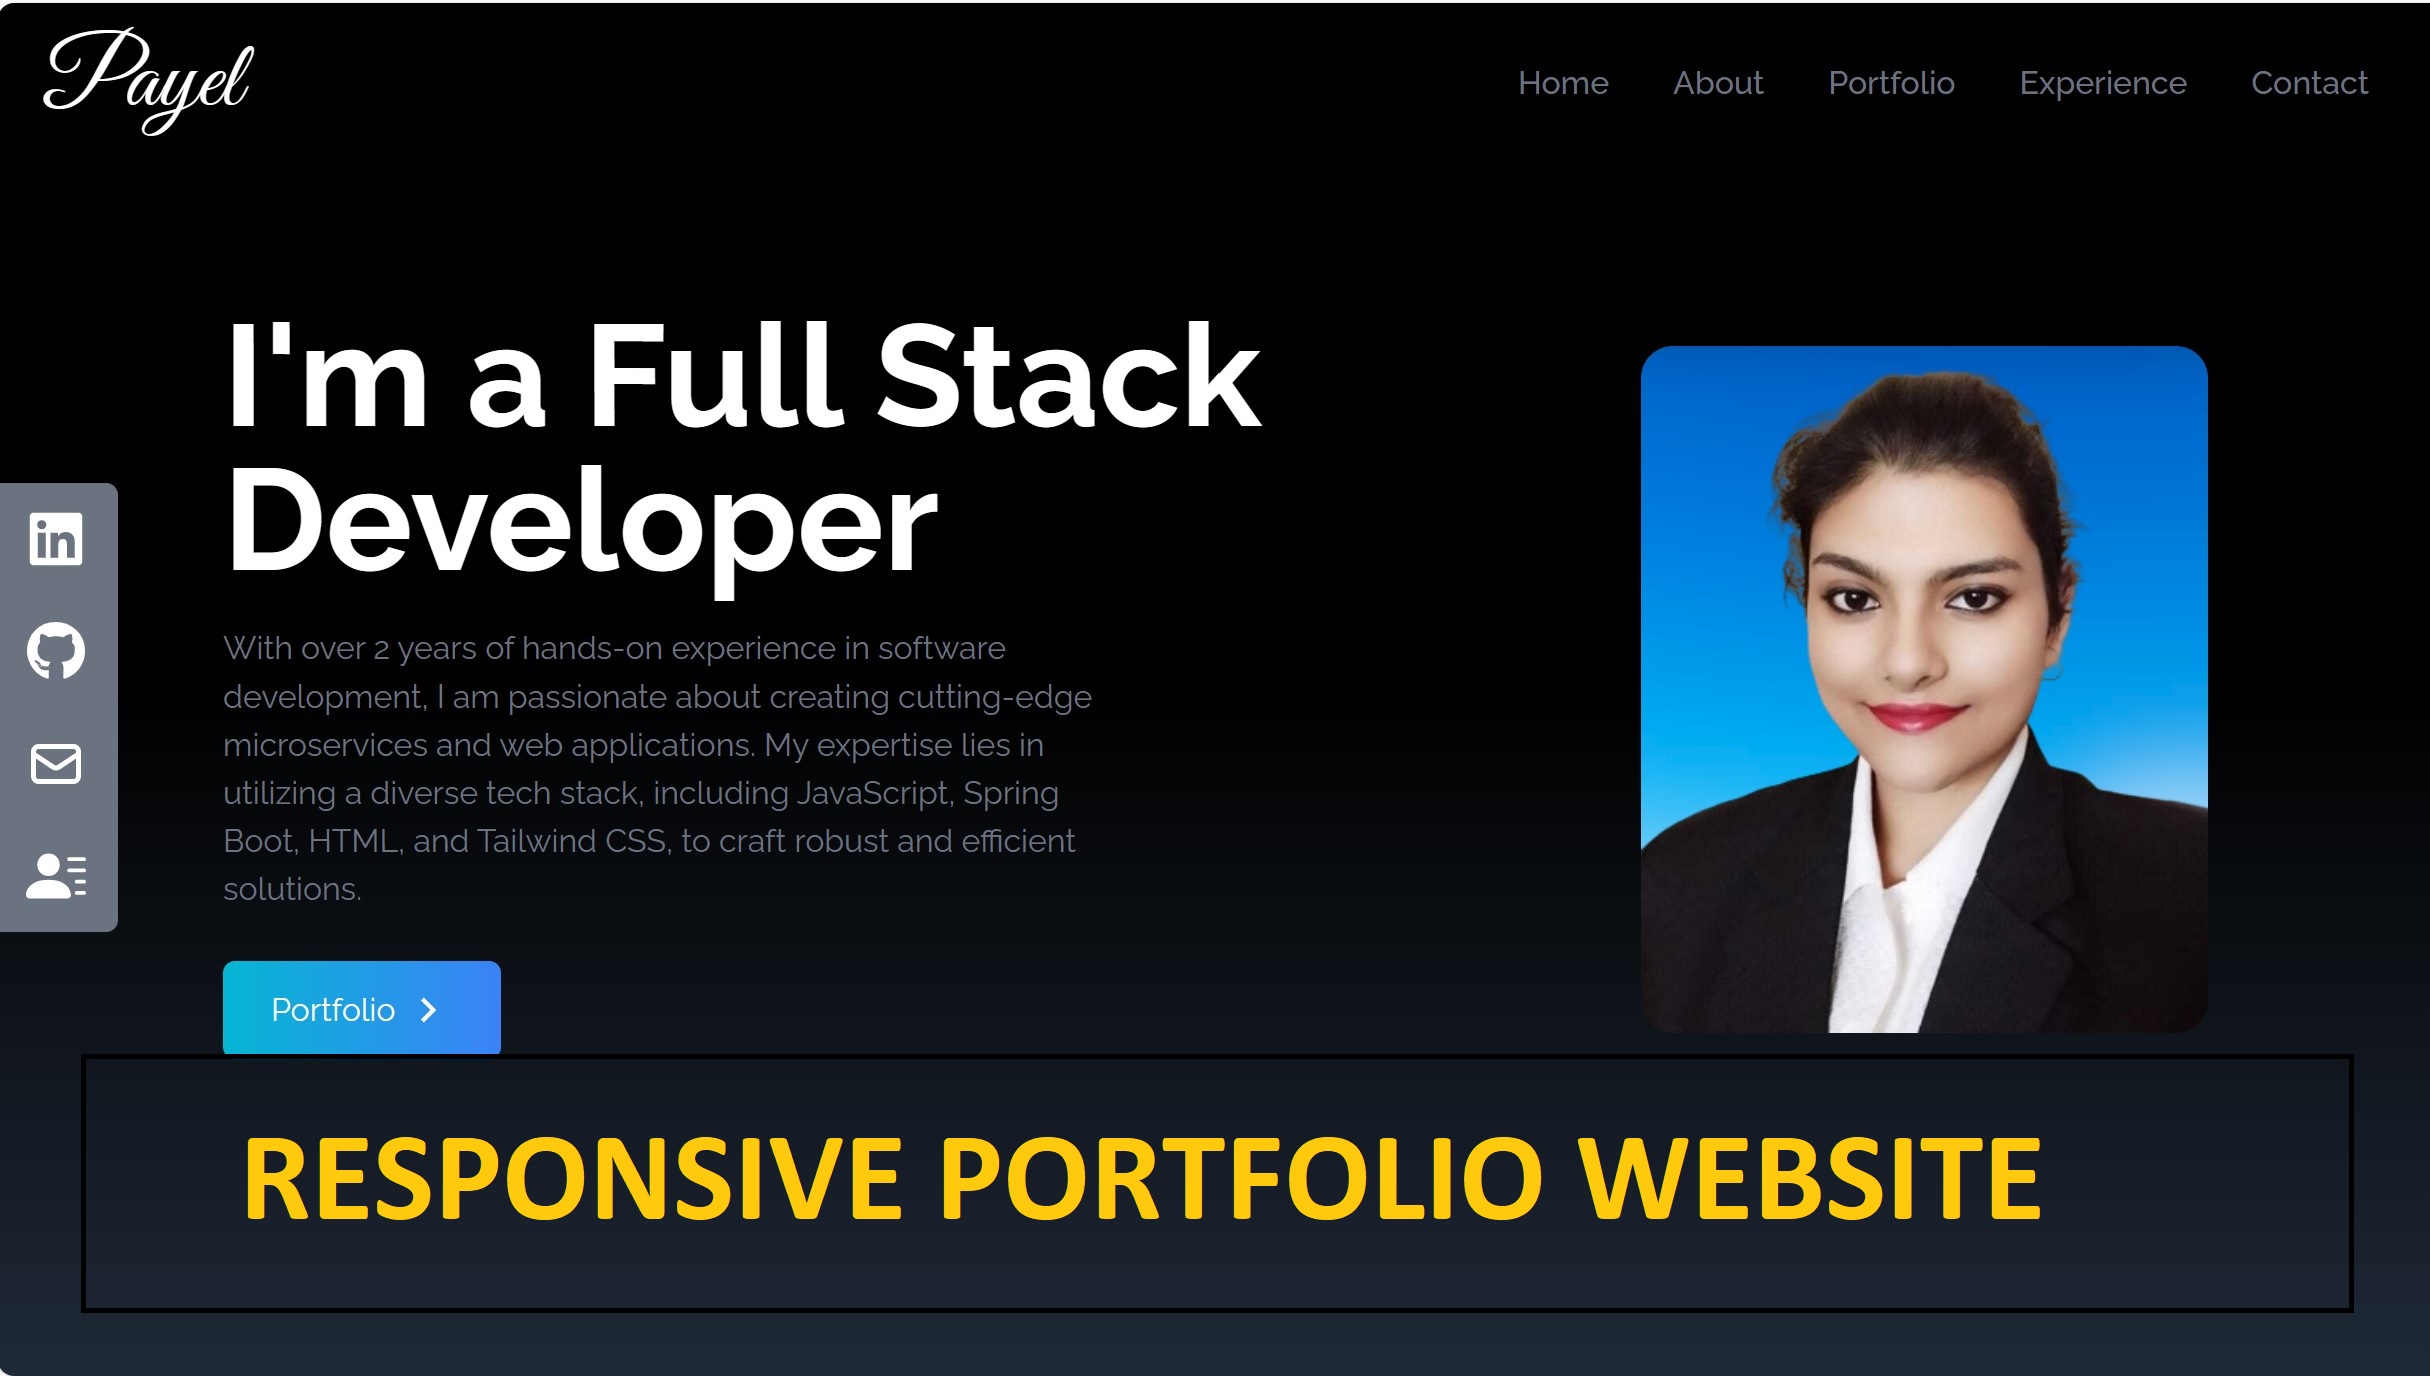 Payel
Home About Portfolio Experience Contact
I'm a Full Stack
Developer
With over 2 years of hands-on experience in software
development, I am passionate about creating cutting-edge
microservices and web applications. My expertise lies in
utilizing a diverse tech stack, including JavaScript, Spring
Boot, HTML, and Tailwind CSS, to craft robust and efficient
solutions.
in
Portfolio
RESPONSIVE PORTFOLIO WEBSITE